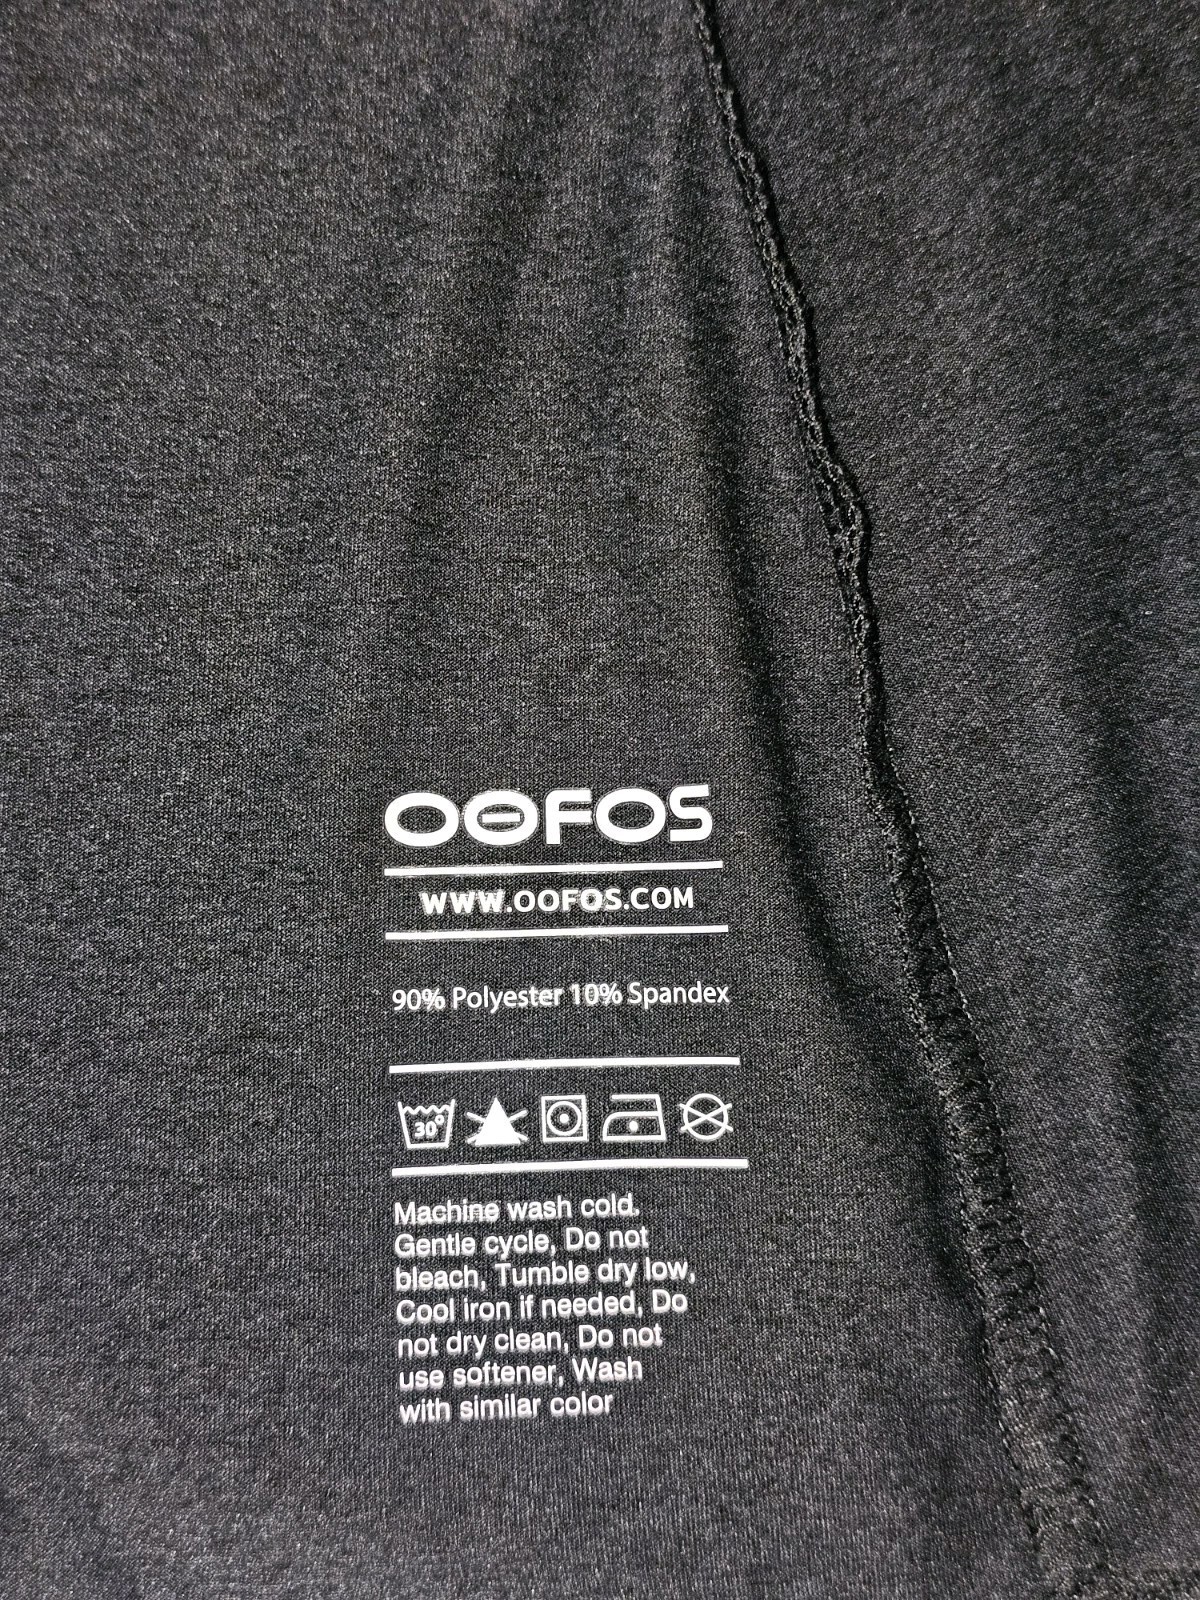 OOFOS
WWW.OOFOS.COM
90% Polyester 10% Spandex
30°
Machine wash cold.
Gentle cycle, Do not
bleach, Tumble dry low,
Cool iron if needed, Do
not dry clean, Do not
use softener, Wash
with similar color